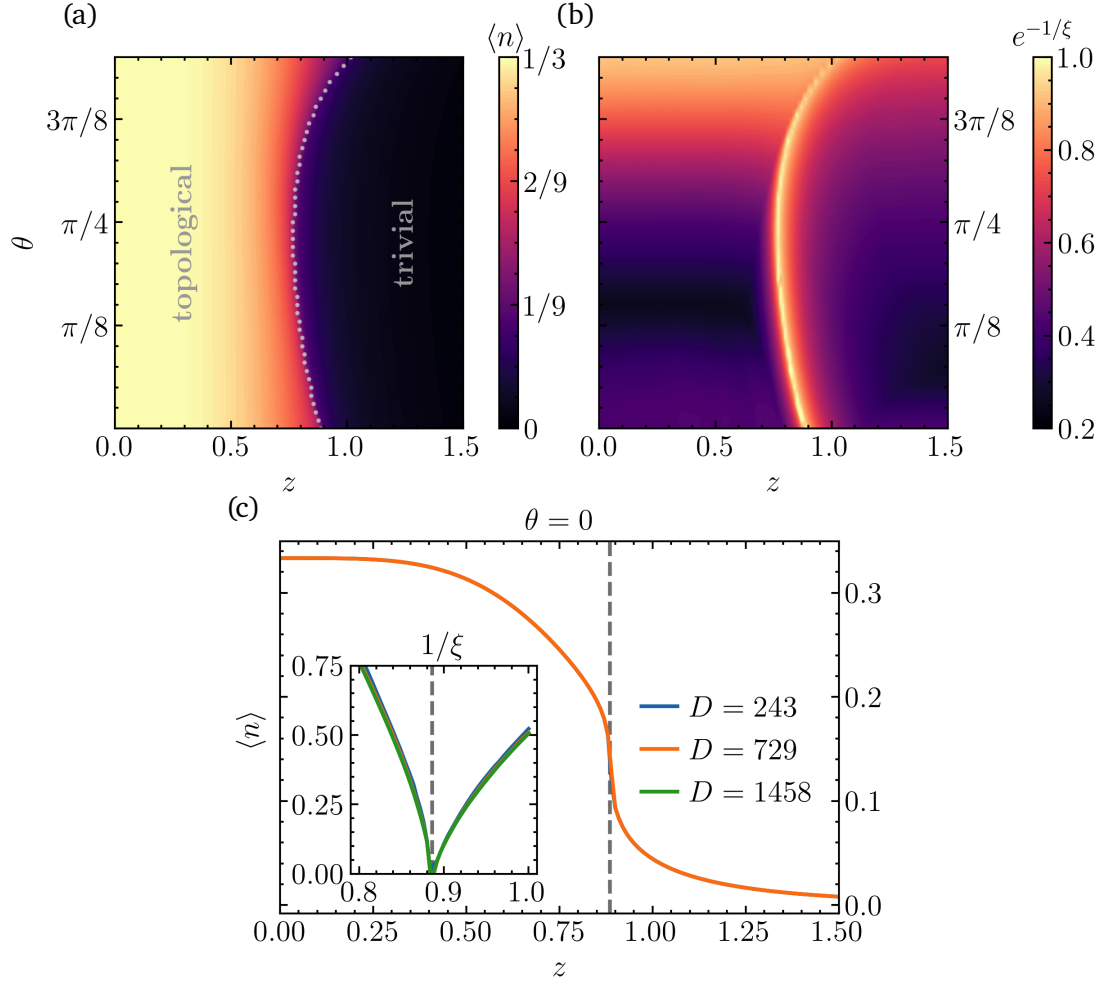 (a)
(b)
⟨n⟩
e^{-1/ξ}
1/3
2/9
1/9
0
1.0
0.8
0.6
0.4
0.2
3π/8
π/4
π/8
θ
topological
trivial
3π/8
π/4
π/8
0.0 0.5 1.0 1.5
z
0.0 0.5 1.0 1.5
z
(c)
θ = 0
0.3
0.2
0.1
0.0
⟨n⟩
1/ξ
0.75
0.50
0.25
0.00
0.8 0.9 1.0
D = 243
D = 729
D = 1458
0.00 0.25 0.50 0.75 1.00 1.25 1.50
z